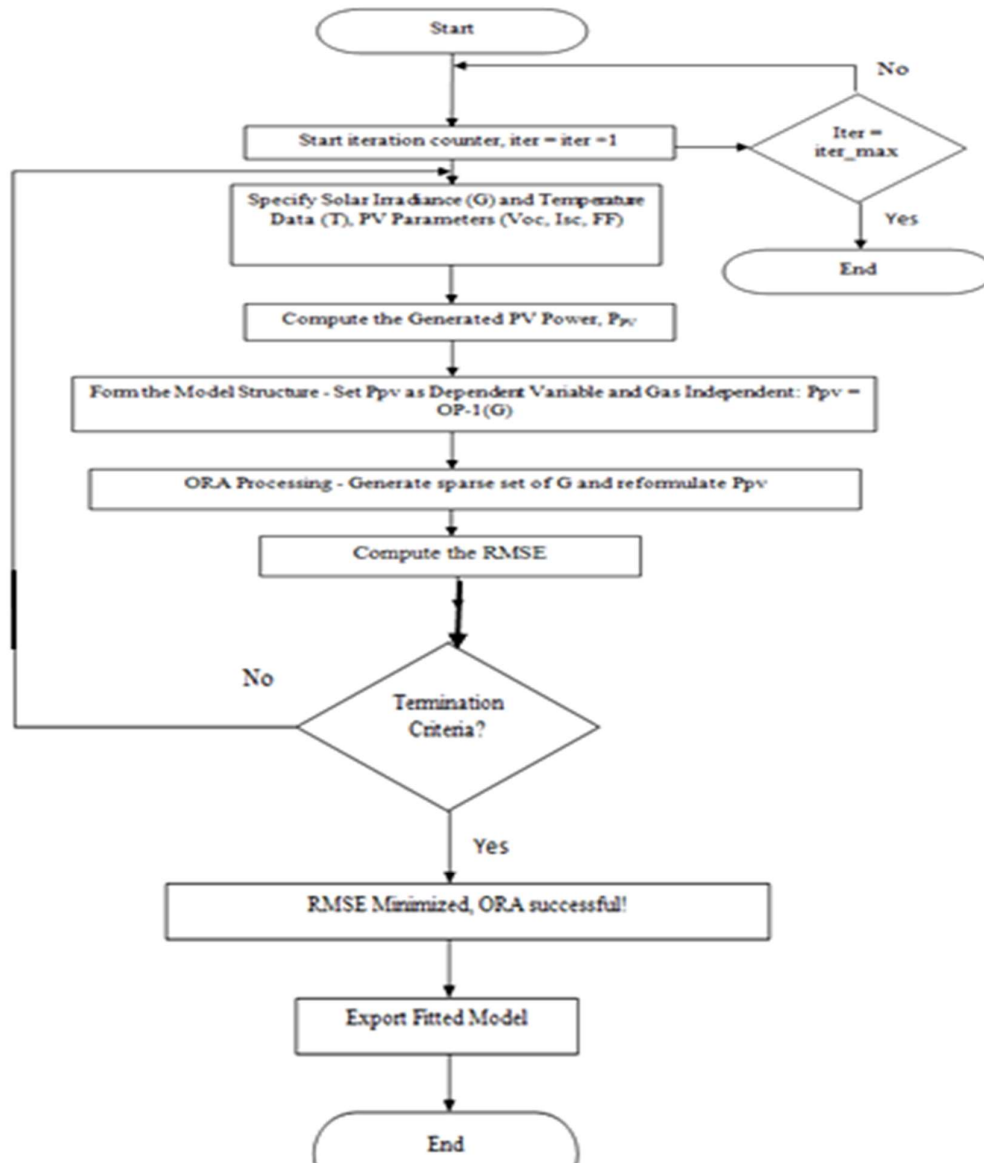 Start
No
Start iteration counter, iter = iter +1
Iter =
iter_max
Specify Solar Irradiance (G) and Temperature
Data (T), PV Parameters (Voc, Isc, FF)
Yes
End
Compute the Generated PV Power, PPV
Form the Model Structure - Set Ppv as Dependent Variable and Gas Independent: Ppv =
OP-1(G)
ORA Processing - Generate sparse set of G and reformulate Ppv
Compute the RMSE
No
Termination
Criteria?
Yes
RMSE Minimized, ORA successful!
Export Fitted Model
End